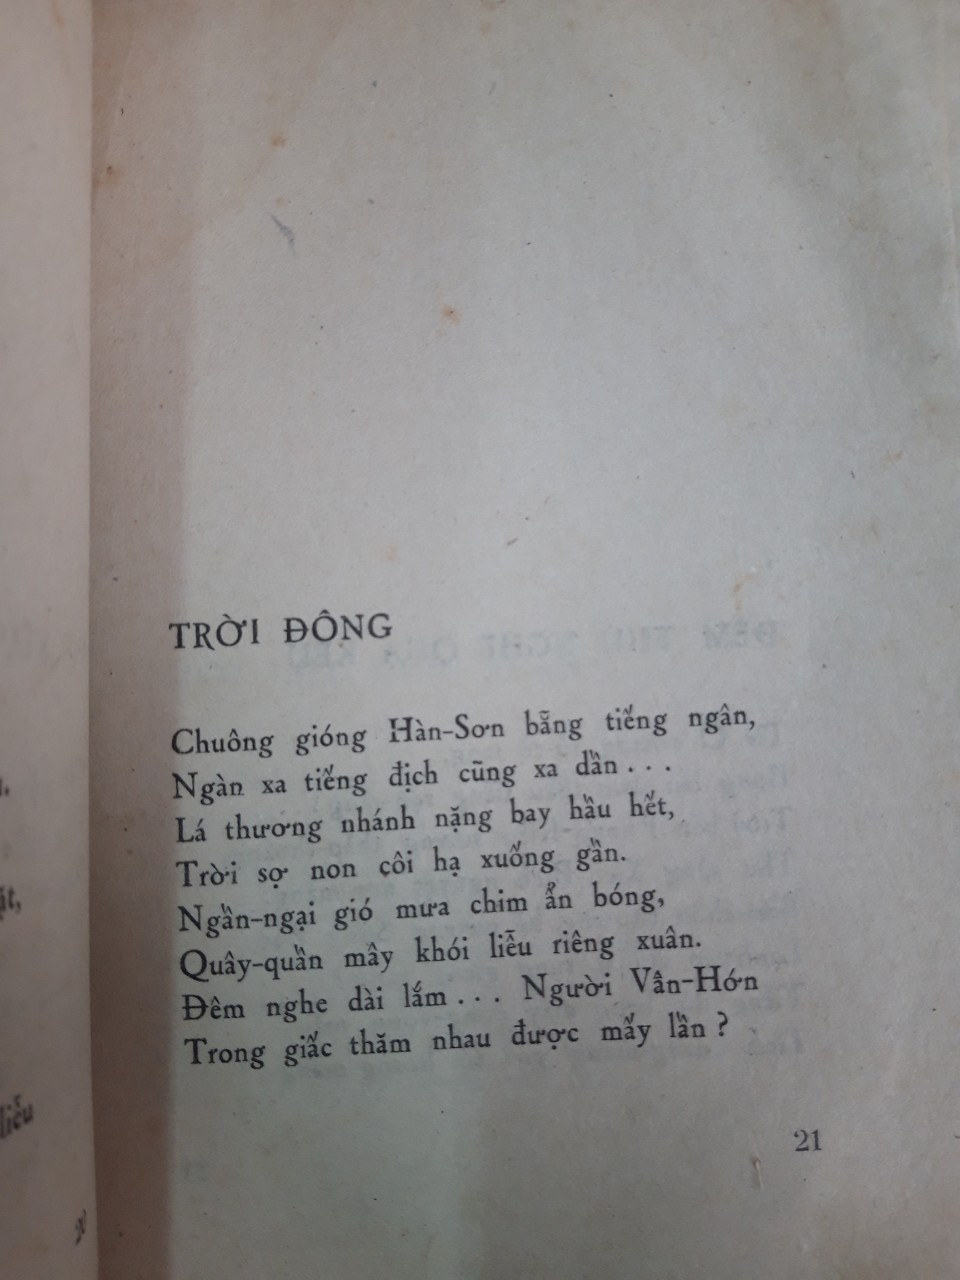 TRỜI ĐÔNG
Chuông gióng Hàn-Sơn bẵng tiếng ngân,
Ngàn xa tiếng địch cũng xa dần . . .
Lá thương nhánh nặng bay hầu hết,
Trời sợ non côi hạ xuống gần.
Ngần-ngại gió mưa chim ẩn bóng,
Quây-quần mây khói liễu riêng xuân.
Đêm nghe dài lắm . . . Người Vân-Hớn
Trong giấc thăm nhau được mấy lần ?
21
liễu
20